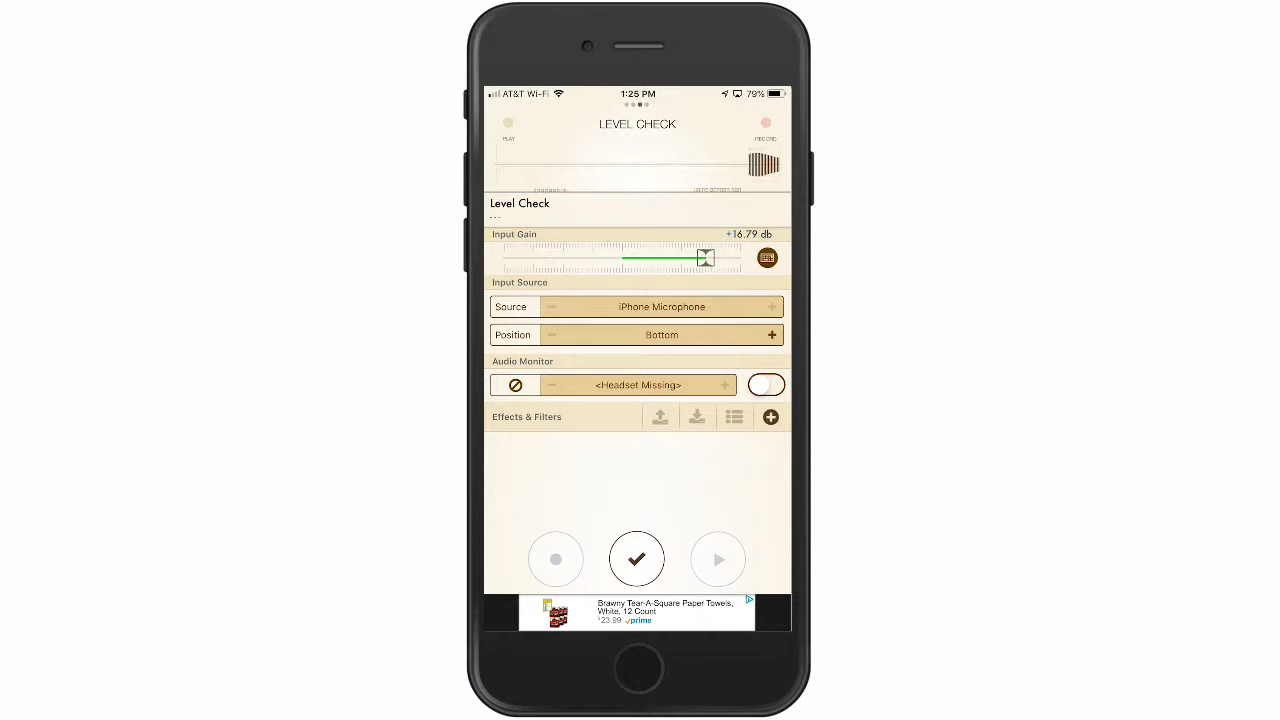 AT&T Wi-Fi 1:25 PM 79%
LEVEL CHECK
PLAY RECORD
Level Check
---
Input Gain +16.79 db
Input Source
Source iPhone Microphone
Position Bottom
Audio Monitor
<Headset Missing>
Effects & Filters
Brawny Tear-A-Square Paper Towels,
White, 12 Count
$23.99 prime